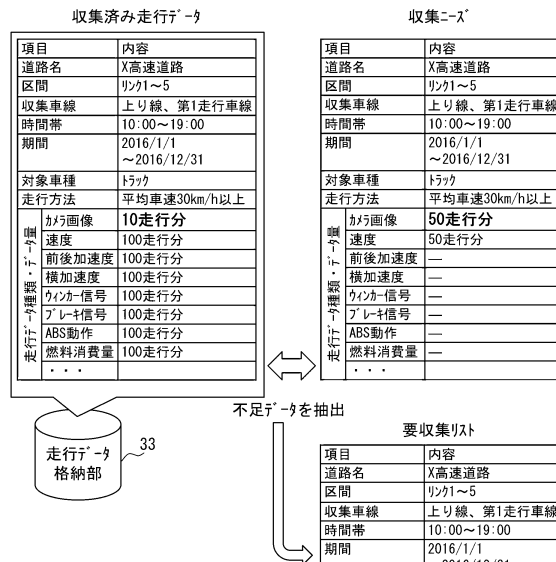 収集済み走行ﾃﾞｰﾀ
項目 内容
道路名 X高速道路
区間 ﾘﾝｸ1～5
収集車線 上り線、第1走行車線
時間帯 10:00～19:00
期間 2016/1/1
～2016/12/31
対象車種 ﾄﾗｯｸ
走行方法 平均車速30km/h以上
走行ﾃﾞｰﾀ種類・ﾃﾞｰﾀ量
ｶﾒﾗ画像 10走行分
速度 100走行分
前後加速度 100走行分
横加速度 100走行分
ｳｨﾝｶｰ信号 100走行分
ﾌﾞﾚｰｷ信号 100走行分
ABS動作 100走行分
燃料消費量 100走行分
・・・
走行ﾃﾞｰﾀ
格納部
33
収集ﾆｰｽﾞ
項目 内容
道路名 X高速道路
区間 ﾘﾝｸ1～5
収集車線 上り線、第1走行車線
時間帯 10:00～19:00
期間 2016/1/1
～2016/12/31
対象車種 ﾄﾗｯｸ
走行方法 平均車速30km/h以上
走行ﾃﾞｰﾀ種類・ﾃﾞｰﾀ量
ｶﾒﾗ画像 50走行分
速度 50走行分
前後加速度 ―
横加速度 ―
ｳｨﾝｶｰ信号 ―
ﾌﾞﾚｰｷ信号 ―
ABS動作 ―
燃料消費量 ―
・・・
不足ﾃﾞｰﾀを抽出
要収集ﾘｽﾄ
項目 内容
道路名 X高速道路
区間 ﾘﾝｸ1～5
収集車線 上り線、第1走行車線
時間帯 10:00～19:00
期間 2016/1/1